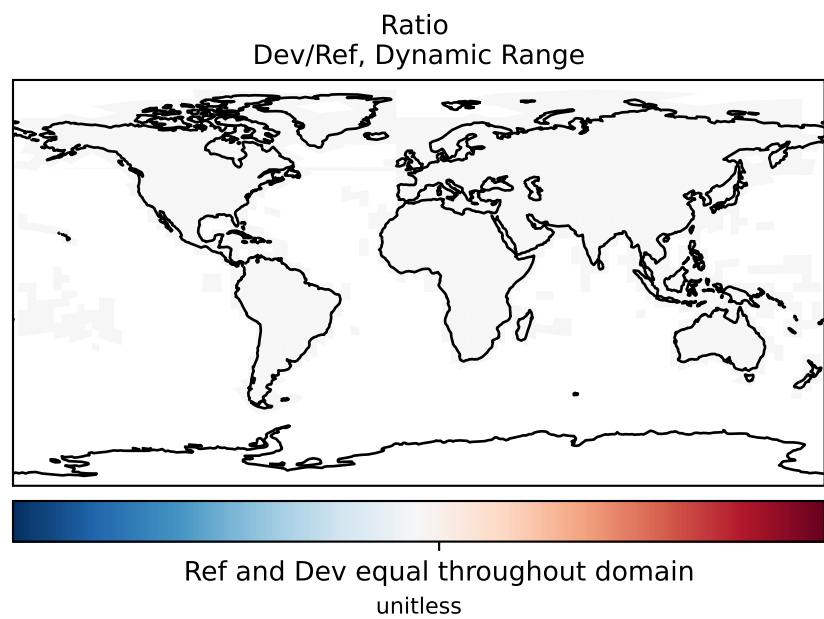 Ratio
Dev/Ref, Dynamic Range
Ref and Dev equal throughout domain
unitless